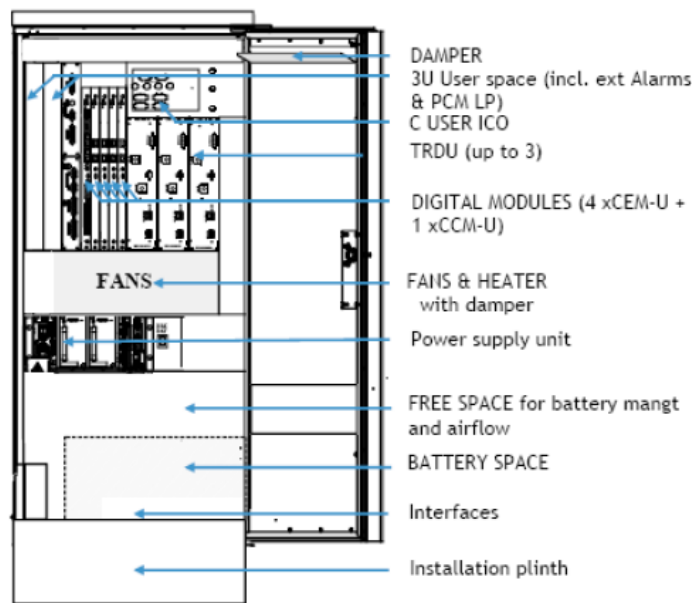 DAMPER
3U User space (incl. ext Alarms
& PCM LP)
C USER ICO
TRDU (up to 3)
DIGITAL MODULES (4 xCEM-U +
1 xCCM-U)
FANS
FANS & HEATER
with damper
Power supply unit
FREE SPACE for battery mangt
and airflow
BATTERY SPACE
Interfaces
Installation plinth